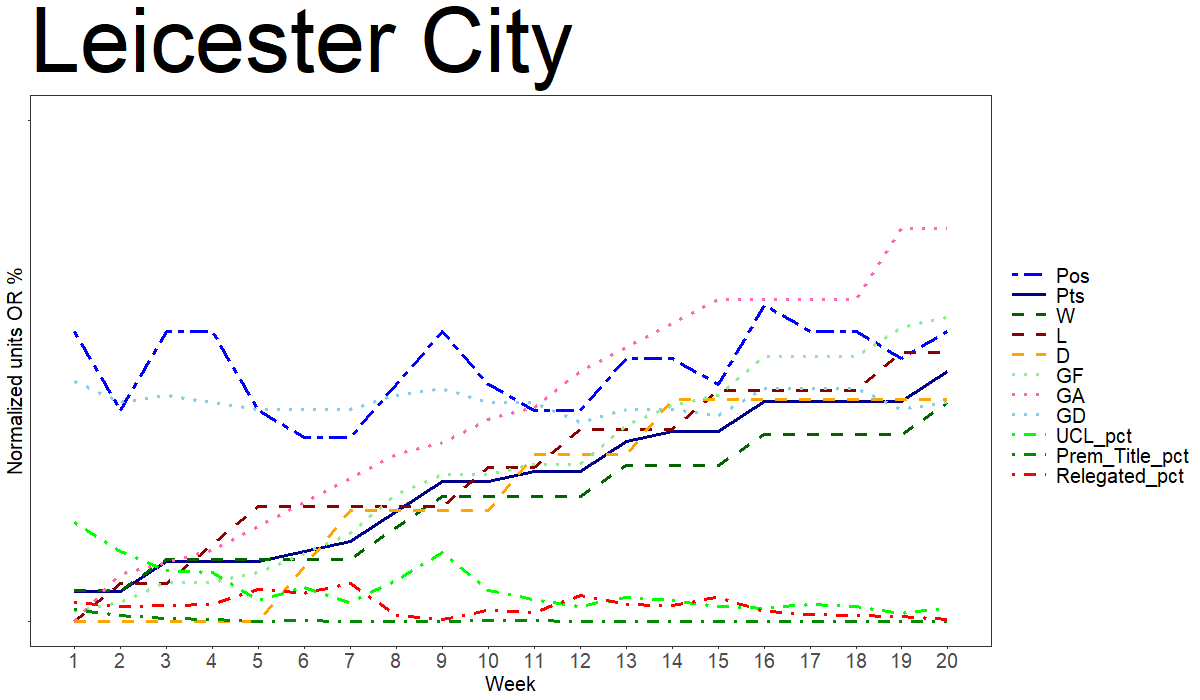 Leicester City
Normalized units OR %
Pos
Pts
W
L
D
GF
GA
GD
UCL_pct
Prem_Title_pct
Relegated_pct
1 2 3 4 5 6 7 8 9 10 11 12 13 14 15 16 17 18 19 20
Week